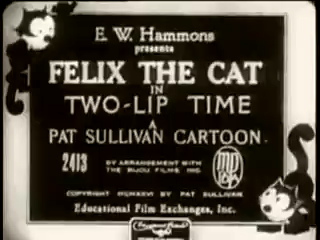 E. W. Hammons
presents
FELIX THE CAT
IN
TWO-LIP TIME
A
PAT SULLIVAN CARTOON
2413
BY ARRANGEMENT WITH
THE BIJOU FILMS INC.
COPYRIGHT MCMXXVI BY PAT SULLIVAN
Educational Film Exchanges, Inc.